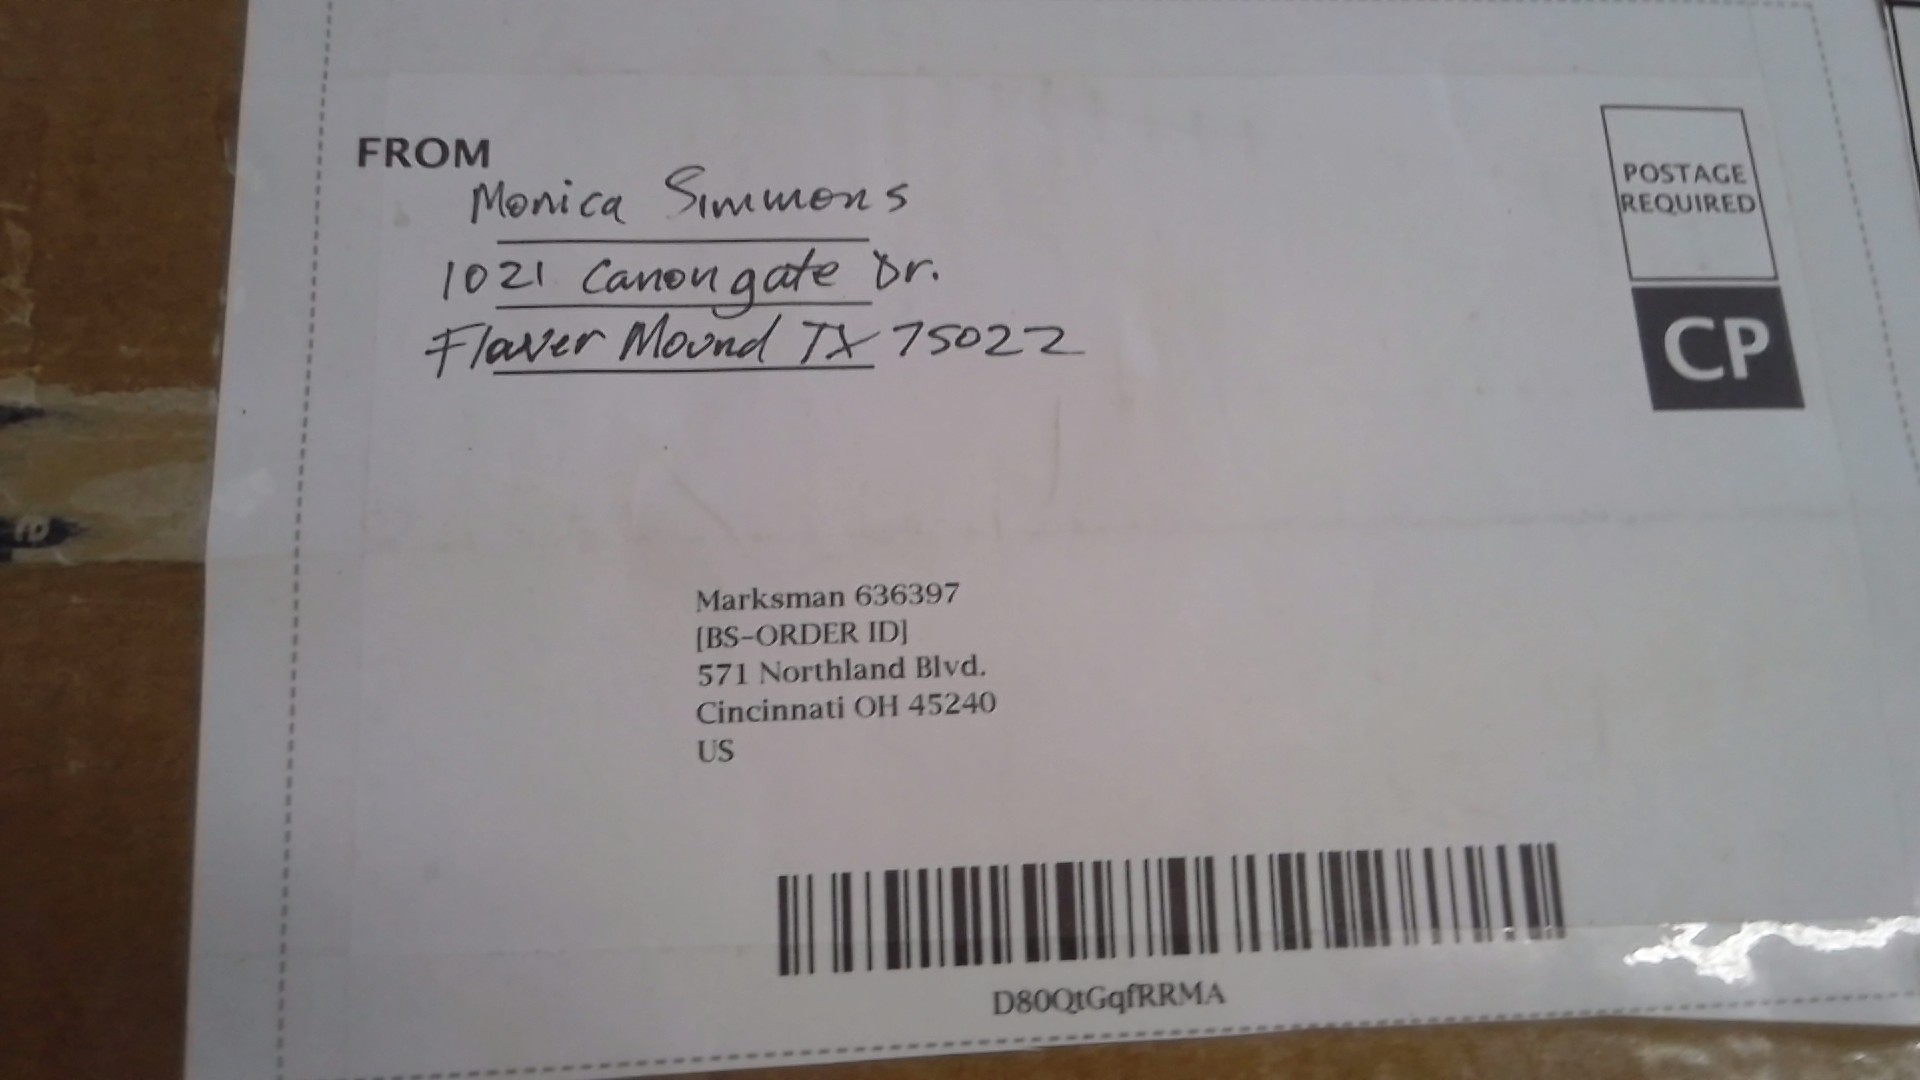 FROM
Monica Simmons
1021 Canongate Dr.
Flower Mound TX 75022
POSTAGE
REQUIRED
CP
Marksman 636397
[BS-ORDER ID]
571 Northland Blvd.
Cincinnati OH 45240
US
D80QtGqfRRMA
e